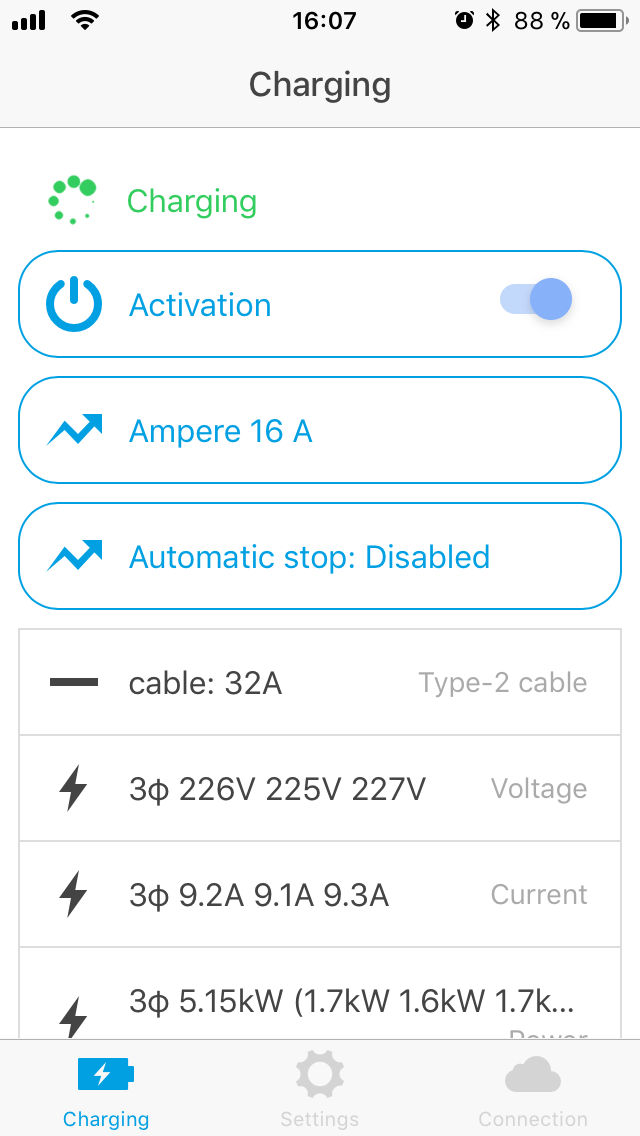 16:07 88 %
Charging
Charging
Activation
Ampere 16 A
Automatic stop: Disabled
cable: 32A Type-2 cable
3ϕ 226V 225V 227V Voltage
3ϕ 9.2A 9.1A 9.3A Current
3ϕ 5.15kW (1.7kW 1.6kW 1.7k...
Power
Charging Settings Connection